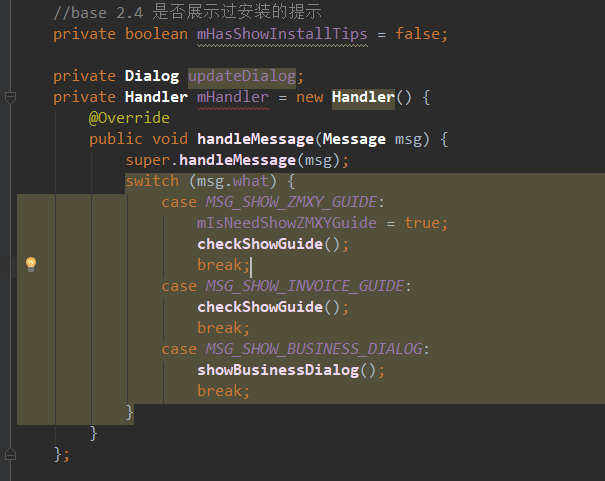 //base 2.4 是否展示过安装的提示
private boolean mHasShowInstallTips = false;
private Dialog updateDialog;
private Handler mHandler = new Handler() {
@Override
public void handleMessage(Message msg) {
super.handleMessage(msg);
switch (msg.what) {
case MSG_SHOW_ZMXY_GUIDE:
mIsNeedShowZMXYGuide = true;
checkShowGuide();
break;
case MSG_SHOW_INVOICE_GUIDE:
checkShowGuide();
break;
case MSG_SHOW_BUSINESS_DIALOG:
showBusinessDialog();
break;
}
}
};